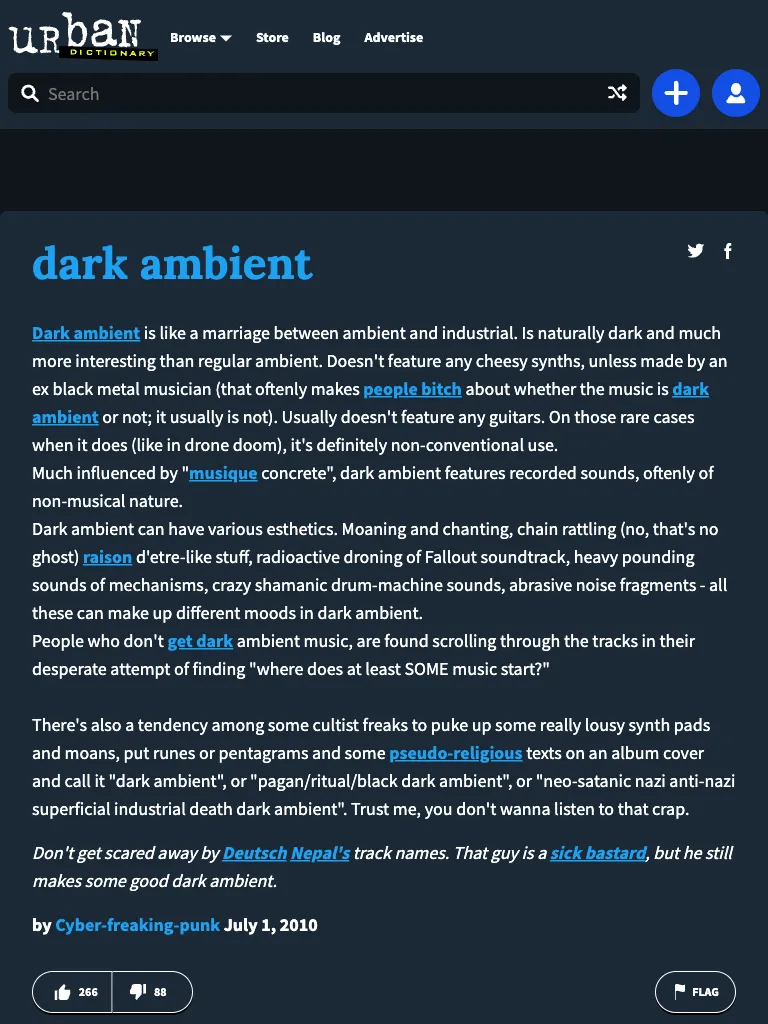 urban
DICTIONARY
Browse
Store
Blog
Advertise
Search
dark ambient
Dark ambient is like a marriage between ambient and industrial. Is naturally dark and much
more interesting than regular ambient. Doesn't feature any cheesy synths, unless made by an
ex black metal musician (that oftenly makes people bitch about whether the music is dark
ambient or not; it usually is not). Usually doesn't feature any guitars. On those rare cases
when it does (like in drone doom), it's definitely non-conventional use.
Much influenced by "musique concrete", dark ambient features recorded sounds, oftenly of
non-musical nature.
Dark ambient can have various esthetics. Moaning and chanting, chain rattling (no, that's no
ghost) raison d'etre-like stuff, radioactive droning of Fallout soundtrack, heavy pounding
sounds of mechanisms, crazy shamanic drum-machine sounds, abrasive noise fragments - all
these can make up different moods in dark ambient.
People who don't get dark ambient music, are found scrolling through the tracks in their
desperate attempt of finding "where does at least SOME music start?"
There's also a tendency among some cultist freaks to puke up some really lousy synth pads
and moans, put runes or pentagrams and some pseudo-religious texts on an album cover
and call it "dark ambient", or "pagan/ritual/black dark ambient", or "neo-satanic nazi anti-nazi
superficial industrial death dark ambient". Trust me, you don't wanna listen to that crap.
Don't get scared away by Deutsch Nepal's track names. That guy is a sick bastard, but he still
makes some good dark ambient.
by Cyber-freaking-punk July 1, 2010
266
88
FLAG